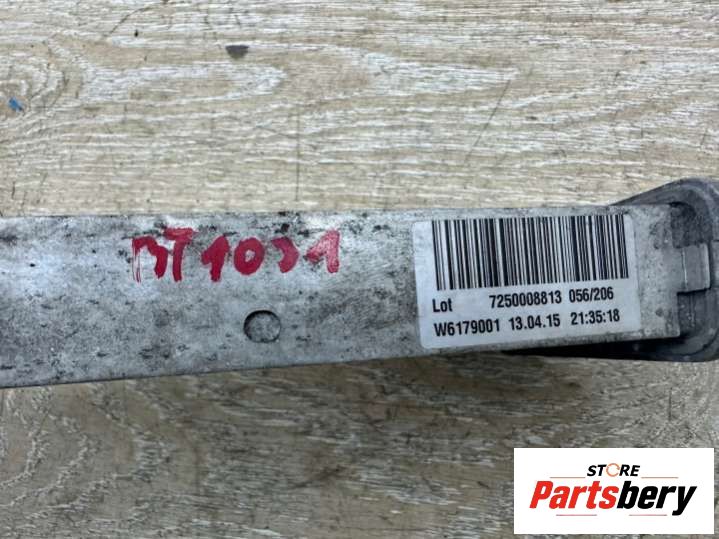 BT1031
Lot 7250008813 056/206
W6179001 13.04.15 21:35:18
STORE
Partsbery